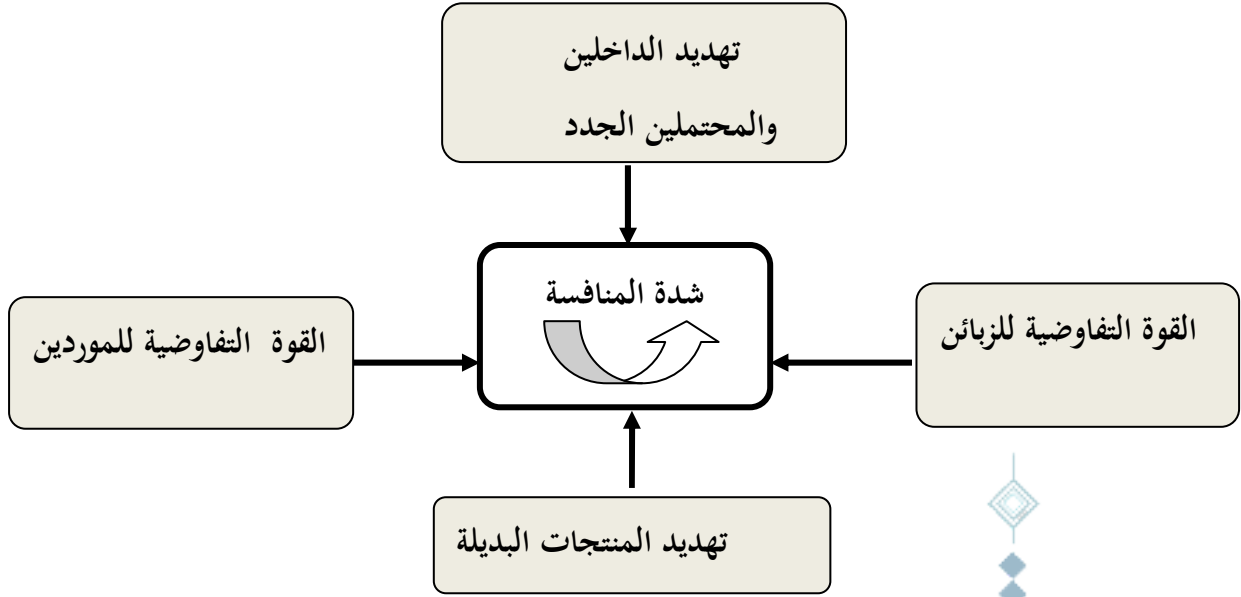 تهديد الداخلين
والمحتملين الجدد
شدة المنافسة
القوة التفاوضية للزبائن
القوة التفاوضية للموردين
تهديد المنتجات البديلة